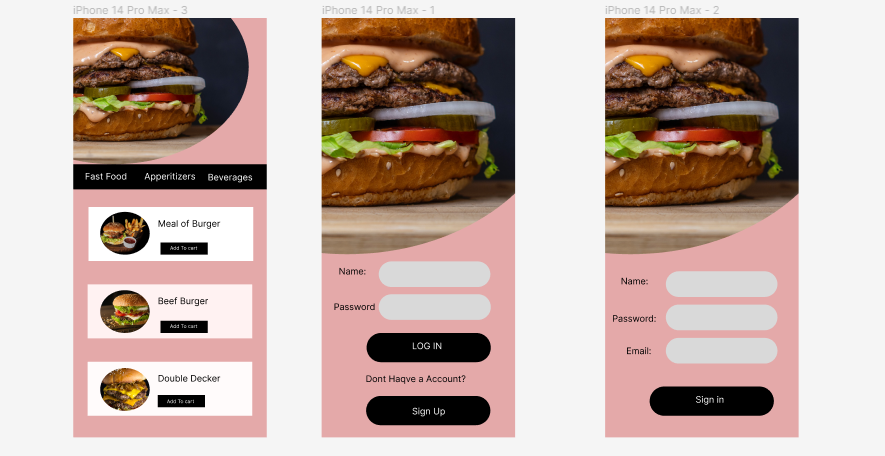 iPhone 14 Pro Max - 3
Fast Food Apperitizers Beverages
Meal of Burger
Add To cart
Beef Burger
Add To cart
Double Decker
Add To cart
iPhone 14 Pro Max - 1
Name:
Password
LOG IN
Dont Haqve a Account?
Sign Up
iPhone 14 Pro Max - 2
Name:
Password:
Email:
Sign in